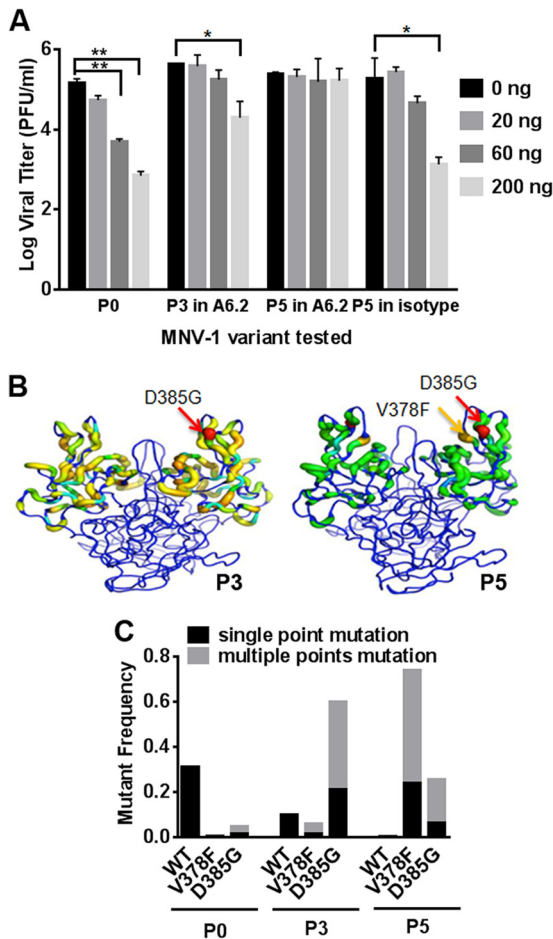 A
Log Viral Titer (PFU/ml)
6
4
2
0
**
**
*
*
0 ng
20 ng
60 ng
200 ng
P0
P3 in A6.2
P5 in A6.2
P5 in isotype
MNV-1 variant tested
B
D385G
P3
D385G
V378F
P5
C
single point mutation
multiple points mutation
Mutant Frequency
0.8
0.6
0.4
0.2
0.0
WT
V378F
D385G
WT
V378F
D385G
WT
V378F
D385G
P0
P3
P5